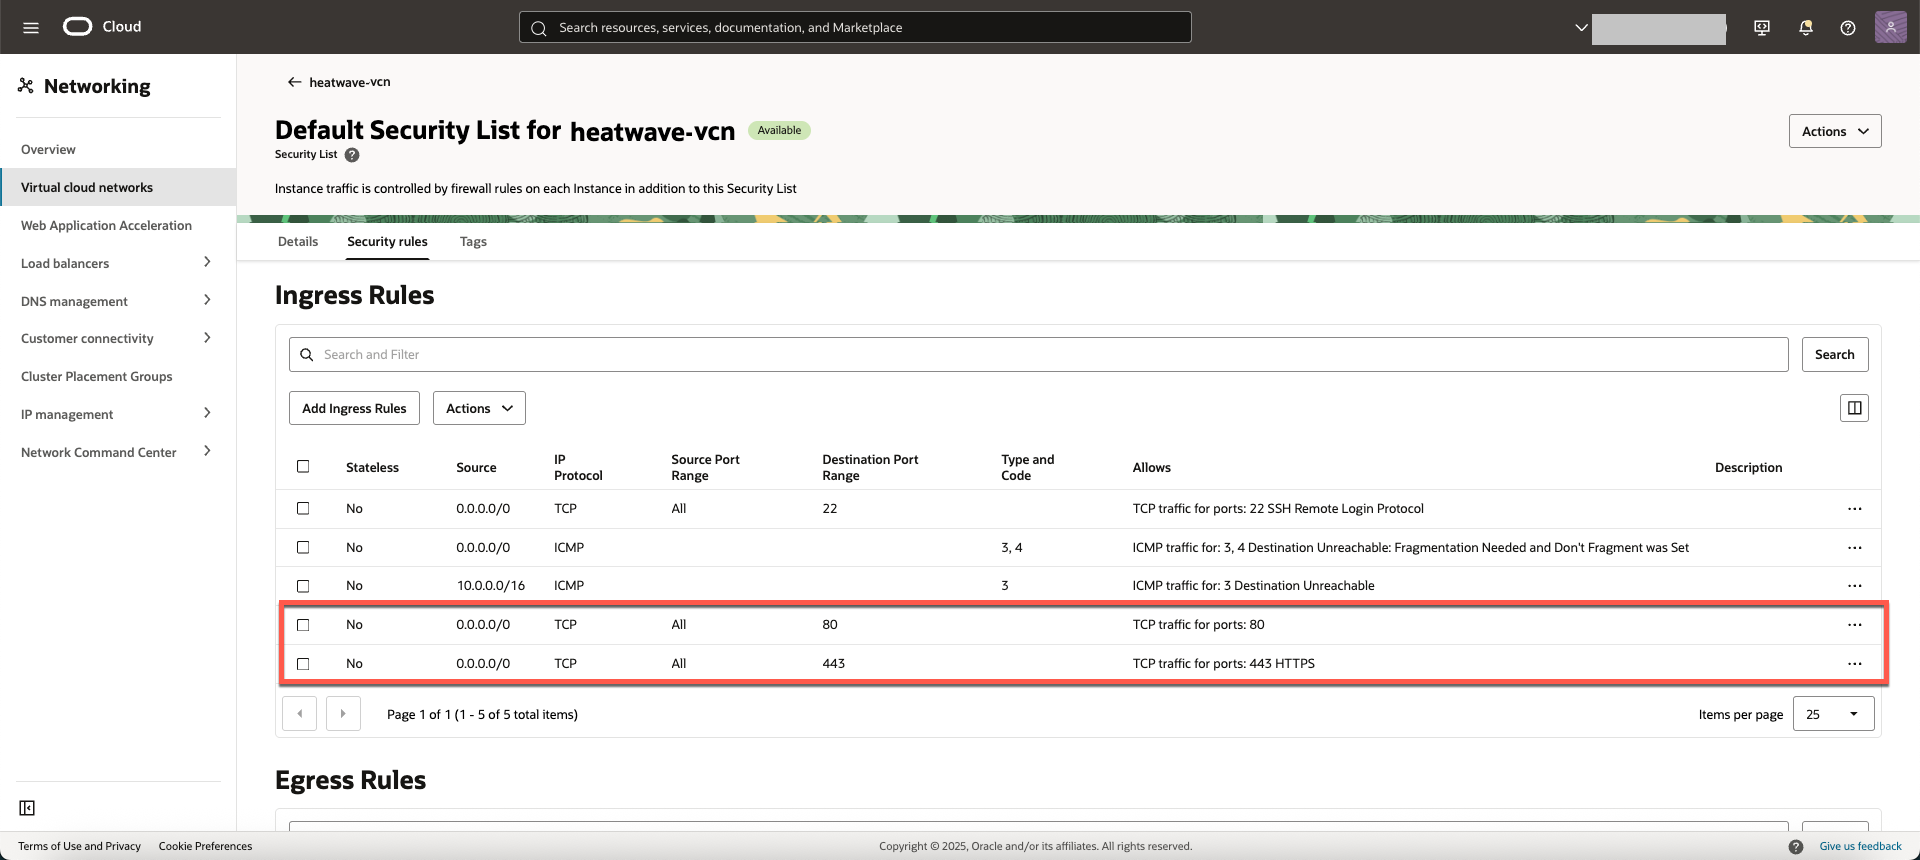 Cloud
Search resources, services, documentation, and Marketplace
Networking
Overview
Virtual cloud networks
Web Application Acceleration
Load balancers
DNS management
Customer connectivity
Cluster Placement Groups
IP management
Network Command Center
heatwave-vcn
Default Security List for heatwave-vcn Available
Security List ?
Actions
Instance traffic is controlled by firewall rules on each Instance in addition to this Security List
Details Security rules Tags
Ingress Rules
Search and Filter Search
Add Ingress Rules Actions
Stateless Source IP Protocol Source Port Range Destination Port Range Type and Code Allows Description
No 0.0.0.0/0 TCP All 22 TCP traffic for ports: 22 SSH Remote Login Protocol ...
No 0.0.0.0/0 ICMP 3, 4 ICMP traffic for: 3, 4 Destination Unreachable: Fragmentation Needed and Don't Fragment was Set ...
No 10.0.0.0/16 ICMP 3 ICMP traffic for: 3 Destination Unreachable ...
No 0.0.0.0/0 TCP All 80 TCP traffic for ports: 80 ...
No 0.0.0.0/0 TCP All 443 TCP traffic for ports: 443 HTTPS ...
Page 1 of 1 (1 - 5 of 5 total items) Items per page 25
Egress Rules
Terms of Use and Privacy Cookie Preferences Copyright © 2025, Oracle and/or its affiliates. All rights reserved. ? Give us feedback